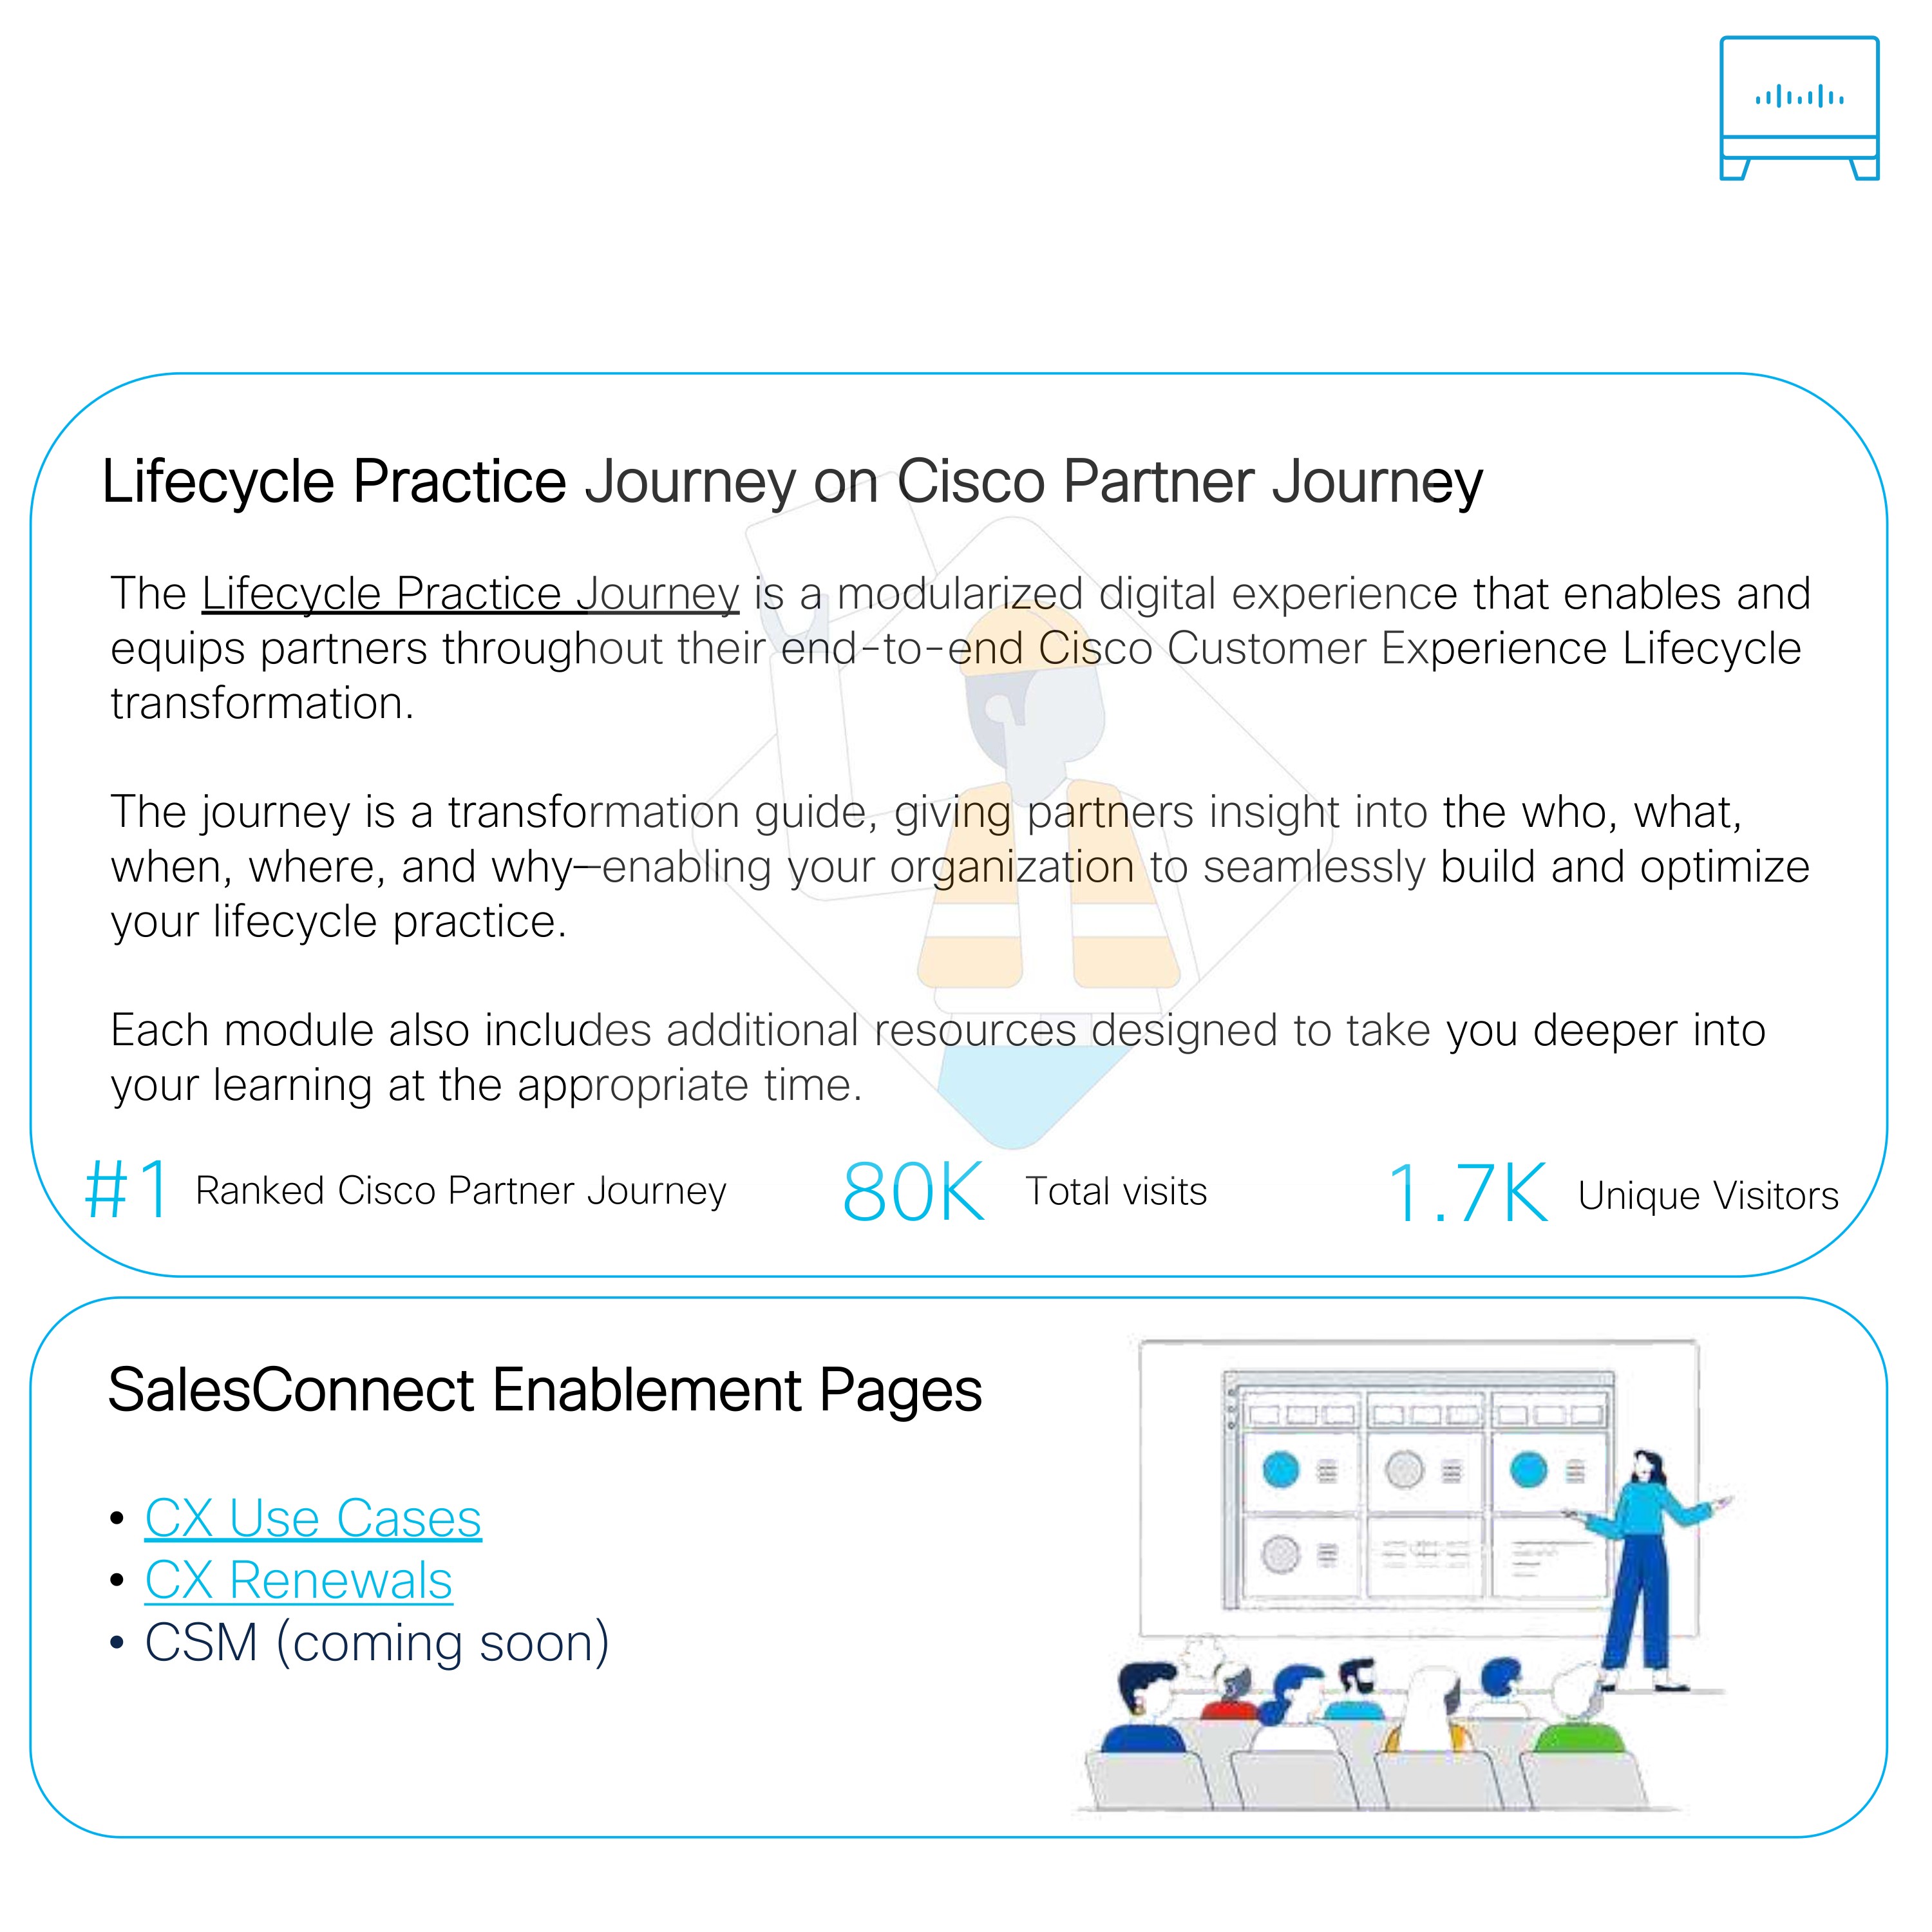 Lifecycle Practice Journey on Cisco Partner Journey
The Lifecycle Practice Journey is a modularized digital experience that enables and
equips partners throughout their end-to-end Cisco Customer Experience Lifecycle
transformation.
The journey is a transformation guide, giving partners insight into the who, what,
when, where, and why—enabling your organization to seamlessly build and optimize
your lifecycle practice.
Each module also includes additional resources designed to take you deeper into
your learning at the appropriate time.
#1 Ranked Cisco Partner Journey 80K Total visits 1.7K Unique Visitors
SalesConnect Enablement Pages
• CX Use Cases
• CX Renewals
• CSM (coming soon)